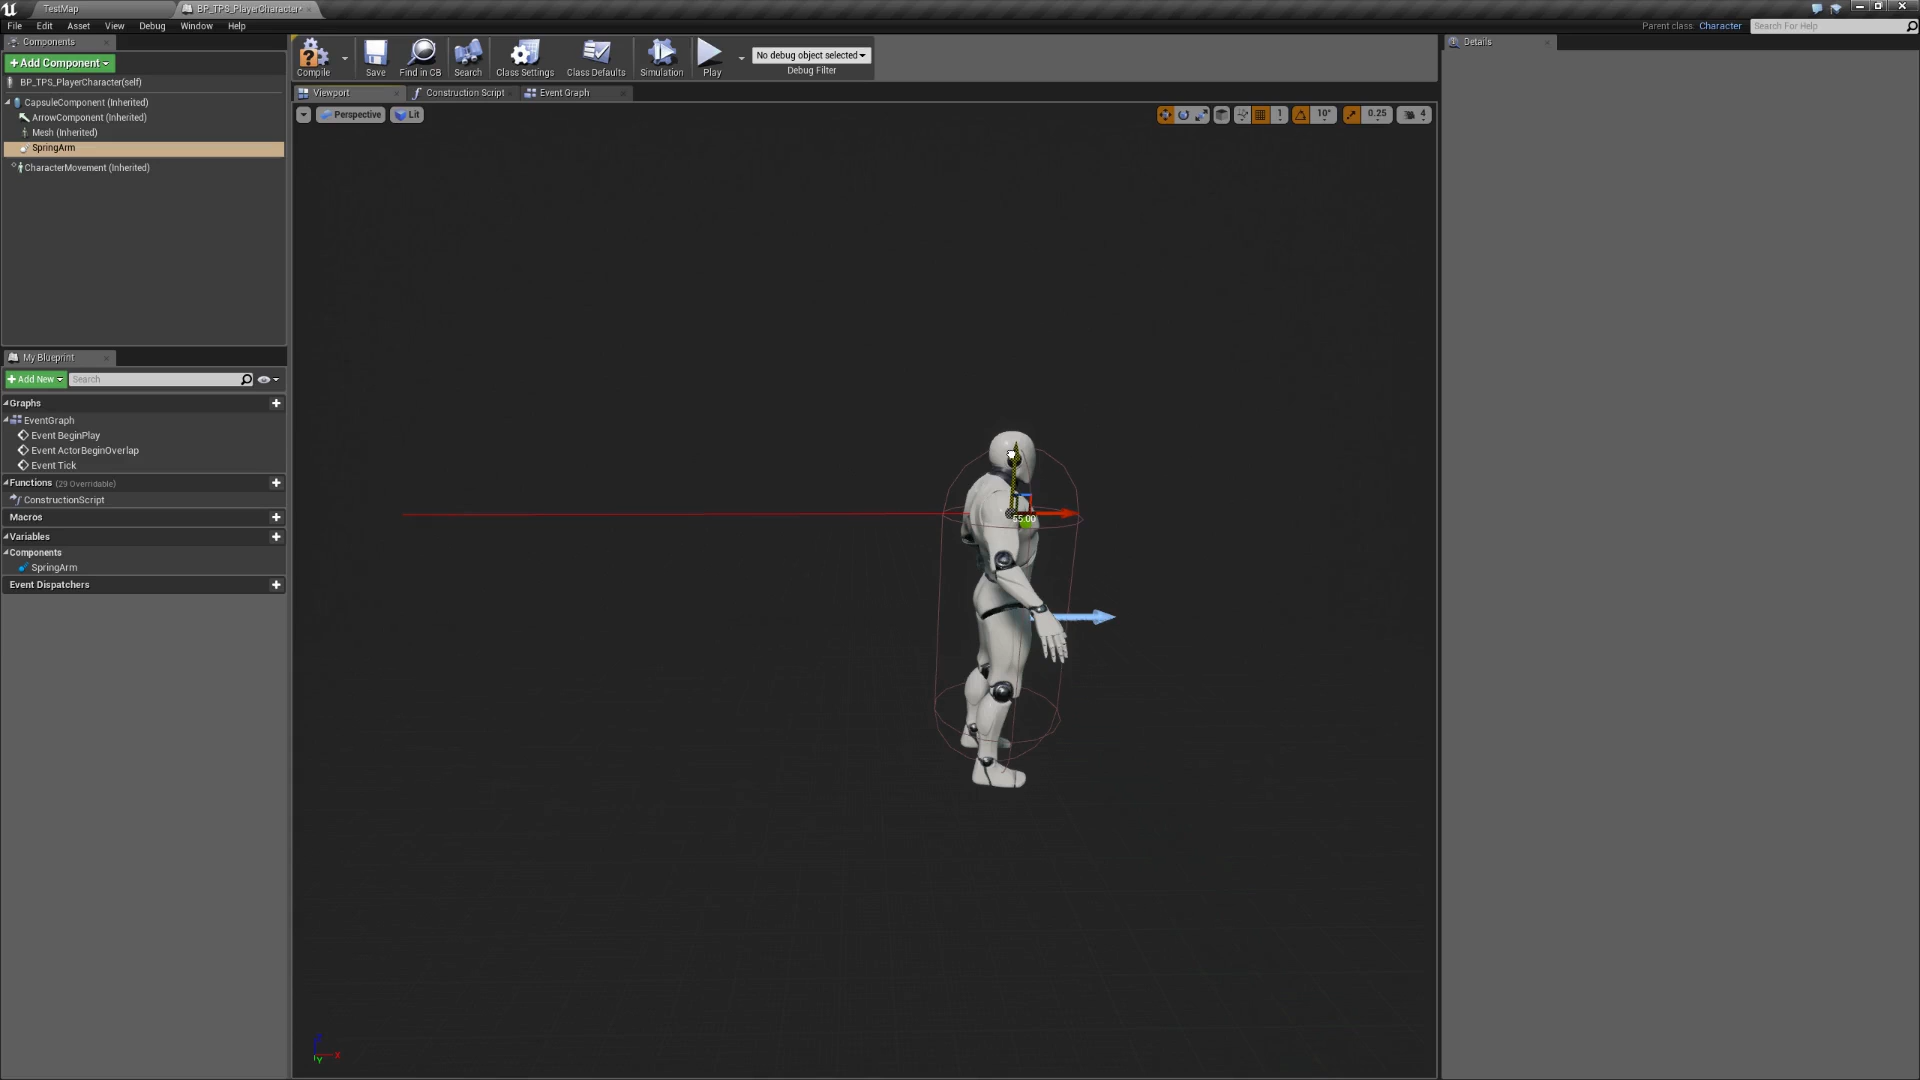 TestMap
BP_TPS_PlayerCharacter*
File Edit Asset View Debug Window Help
Parent class: Character Search For Help
Components
Details
+Add Component
Compile Save Find in CB Search Class Settings Class Defaults Simulation Play
No debug object selected
Debug Filter
BP_TPS_PlayerCharacter(self)
Viewport Construction Script Event Graph
CapsuleComponent (Inherited)
Perspective Lit 1 10° 0.25 4
ArrowComponent (Inherited)
Mesh (Inherited)
SpringArm
CharacterMovement (Inherited)
My Blueprint
+Add New Search
Graphs
EventGraph
Event BeginPlay
Event ActorBeginOverlap
Event Tick
Functions (29 Overridable)
ConstructionScript
Macros
55.00
Variables
Components
SpringArm
Event Dispatchers
X
Y